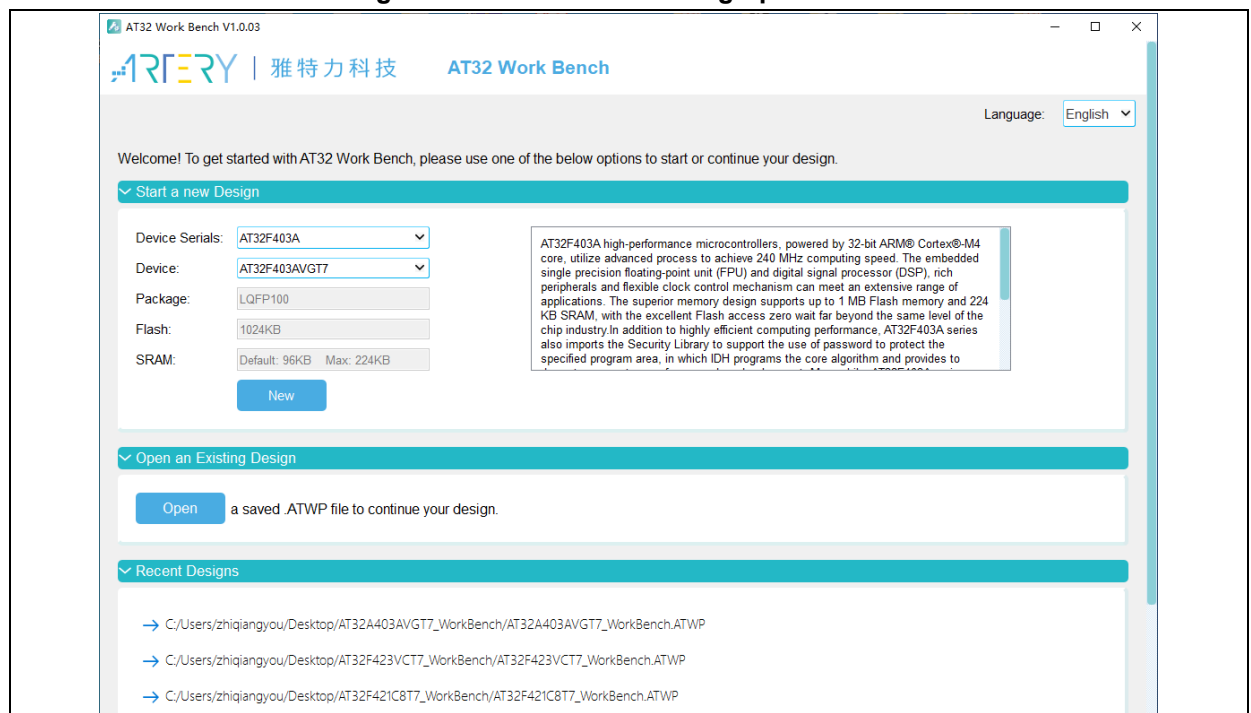 AT32 Work Bench V1.0.03
ARTERY 雅特力科技 AT32 Work Bench
Language: English
Welcome! To get started with AT32 Work Bench, please use one of the below options to start or continue your design.
Start a new Design
Device Serials: AT32F403A
Device: AT32F403AVGT7
Package: LQFP100
Flash: 1024KB
SRAM: Default: 96KB Max: 224KB
New
AT32F403A high-performance microcontrollers, powered by 32-bit ARM® Cortex®-M4
core, utilize advanced process to achieve 240 MHz computing speed. The embedded
single precision floating-point unit (FPU) and digital signal processor (DSP), rich
peripherals and flexible clock control mechanism can meet an extensive range of
applications. The superior memory design supports up to 1 MB Flash memory and 224
KB SRAM, with the excellent Flash access zero wait far beyond the same level of the
chip industry.In addition to highly efficient computing performance, AT32F403A series
also imports the Security Library to support the use of password to protect the
specified program area, in which IDH programs the core algorithm and provides to
Open an Existing Design
Open a saved .ATWP file to continue your design.
Recent Designs
C:/Users/zhiqiangyou/Desktop/AT32A403AVGT7_WorkBench/AT32A403AVGT7_WorkBench.ATWP
C:/Users/zhiqiangyou/Desktop/AT32F423VCT7_WorkBench/AT32F423VCT7_WorkBench.ATWP
C:/Users/zhiqiangyou/Desktop/AT32F421C8T7_WorkBench/AT32F421C8T7_WorkBench.ATWP